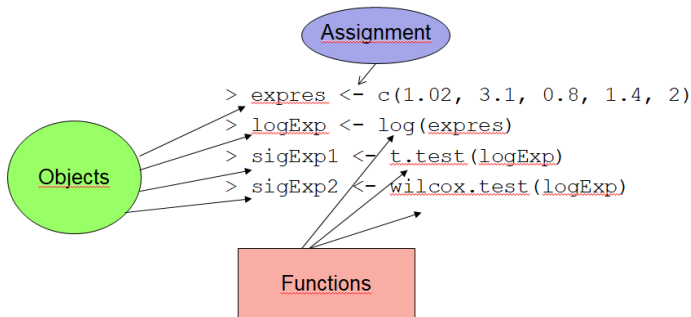 Assignment
> expres <- c(1.02, 3.1, 0.8, 1.4, 2)
> logExp <- log(expres)
> sigExp1 <- t.test(logExp)
> sigExp2 <- wilcox.test(logExp)
Objects
Functions